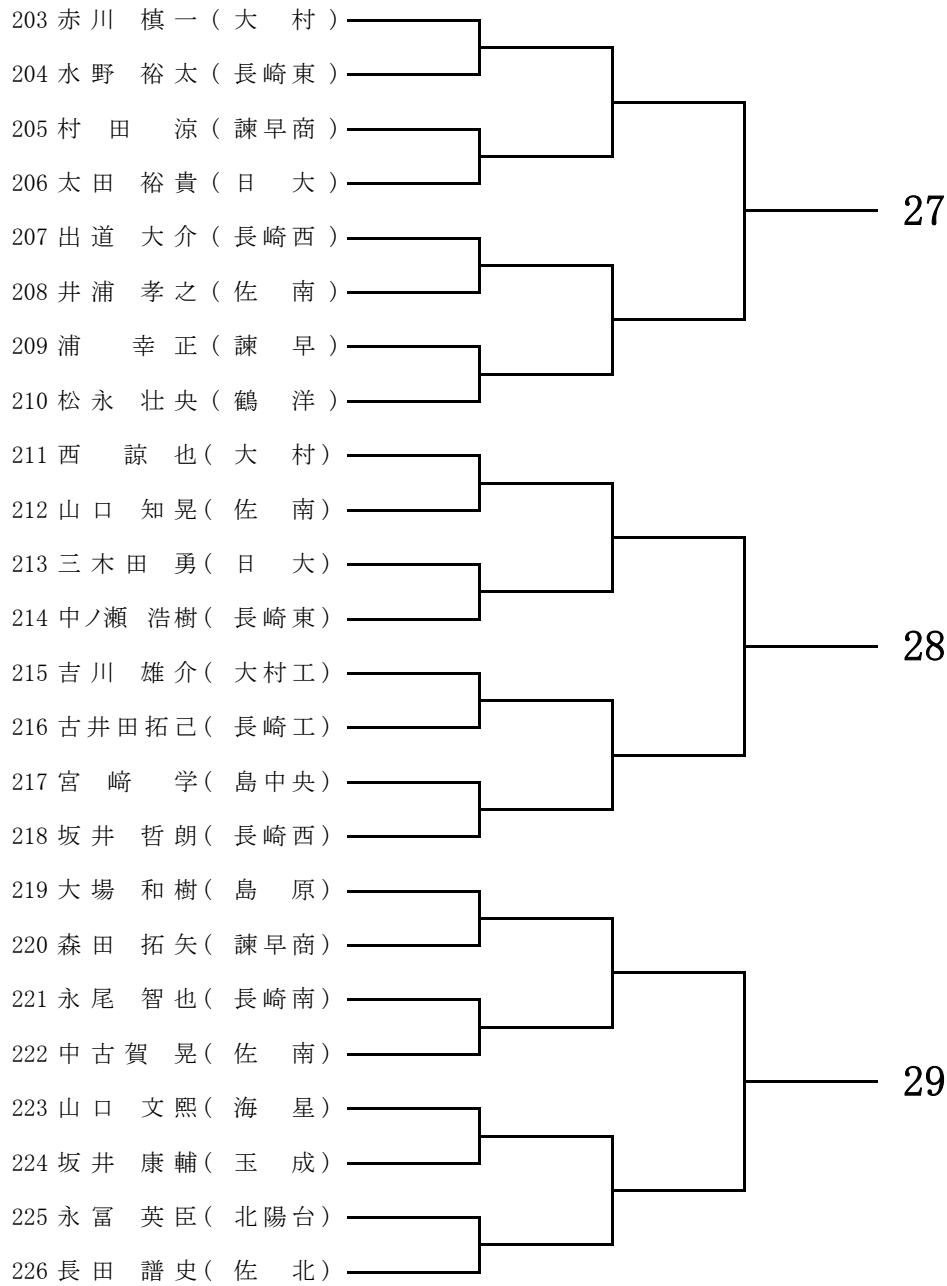 203 赤川 槙一 ( 大 村 )
204 水野 裕太 ( 長崎東 )
205 村田 涼 ( 諫早商 )
206 太田 裕貴 ( 日 大 )
27
207 出道 大介 ( 長崎西 )
208 井浦 孝之 ( 佐 南 )
209 浦 幸正 ( 諫 早 )
210 松永 壮央 ( 鶴 洋 )
211 西 諒也 ( 大 村 )
212 山口 知晃 ( 佐 南 )
213 三木田 勇 ( 日 大 )
214 中ノ瀬 浩樹 ( 長崎東 )
28
215 吉川 雄介 ( 大村工 )
216 古井田拓己 ( 長崎工 )
217 宮﨑 学 ( 島中央 )
218 坂井 哲朗 ( 長崎西 )
219 大場 和樹 ( 島 原 )
220 森田 拓矢 ( 諫早商 )
221 永尾 智也 ( 長崎南 )
222 中古賀 晃 ( 佐 南 )
29
223 山口 文熙 ( 海 星 )
224 坂井 康輔 ( 玉 成 )
225 永冨 英臣 ( 北陽台 )
226 長田 譜史 ( 佐 北 )